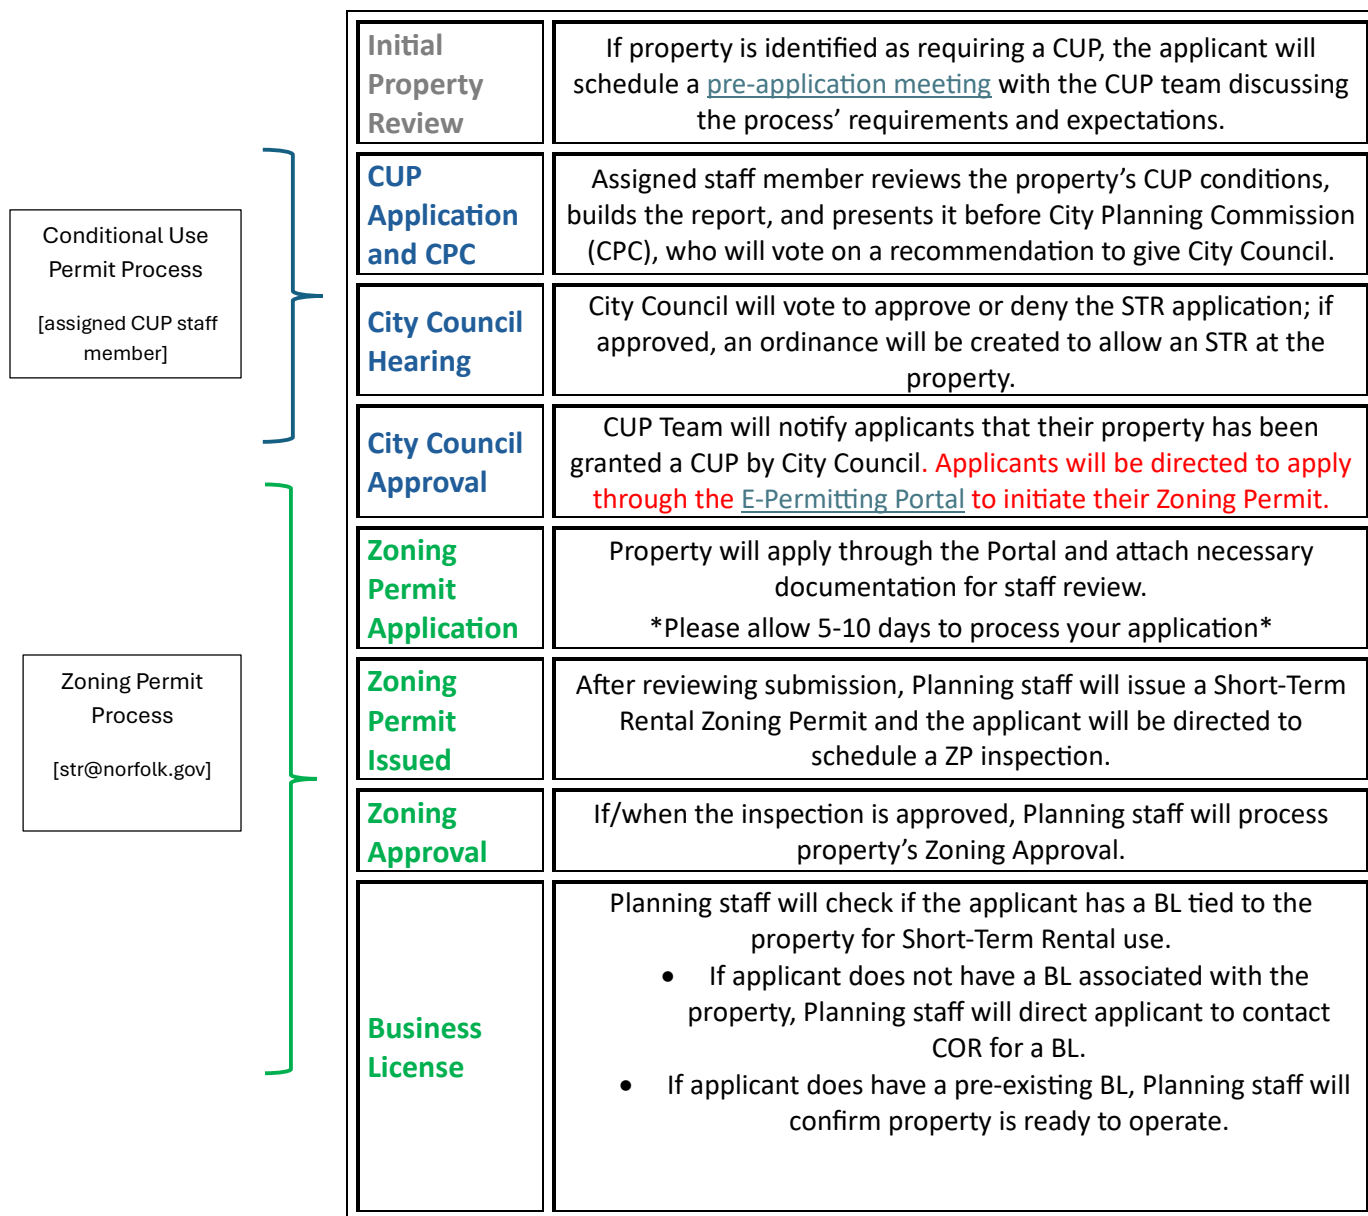 Initial
Property
Review
If property is identified as requiring a CUP, the applicant will
schedule a pre-application meeting with the CUP team discussing
the process’ requirements and expectations.
Conditional Use
Permit Process
[assigned CUP staff
member]
CUP
Application
and CPC
Assigned staff member reviews the property’s CUP conditions,
builds the report, and presents it before City Planning Commission
(CPC), who will vote on a recommendation to give City Council.
City Council
Hearing
City Council will vote to approve or deny the STR application; if
approved, an ordinance will be created to allow an STR at the
property.
City Council
Approval
CUP Team will notify applicants that their property has been
granted a CUP by City Council. Applicants will be directed to apply
through the E-Permitting Portal to initiate their Zoning Permit.
Zoning Permit
Process
[str@norfolk.gov]
Zoning
Permit
Application
Property will apply through the Portal and attach necessary
documentation for staff review.
*Please allow 5-10 days to process your application*
Zoning
Permit
Issued
After reviewing submission, Planning staff will issue a Short-Term
Rental Zoning Permit and the applicant will be directed to
schedule a ZP inspection.
Zoning
Approval
If/when the inspection is approved, Planning staff will process
property’s Zoning Approval.
Business
License
Planning staff will check if the applicant has a BL tied to the
property for Short-Term Rental use.
• If applicant does not have a BL associated with the
property, Planning staff will direct applicant to contact
COR for a BL.
• If applicant does have a pre-existing BL, Planning staff will
confirm property is ready to operate.